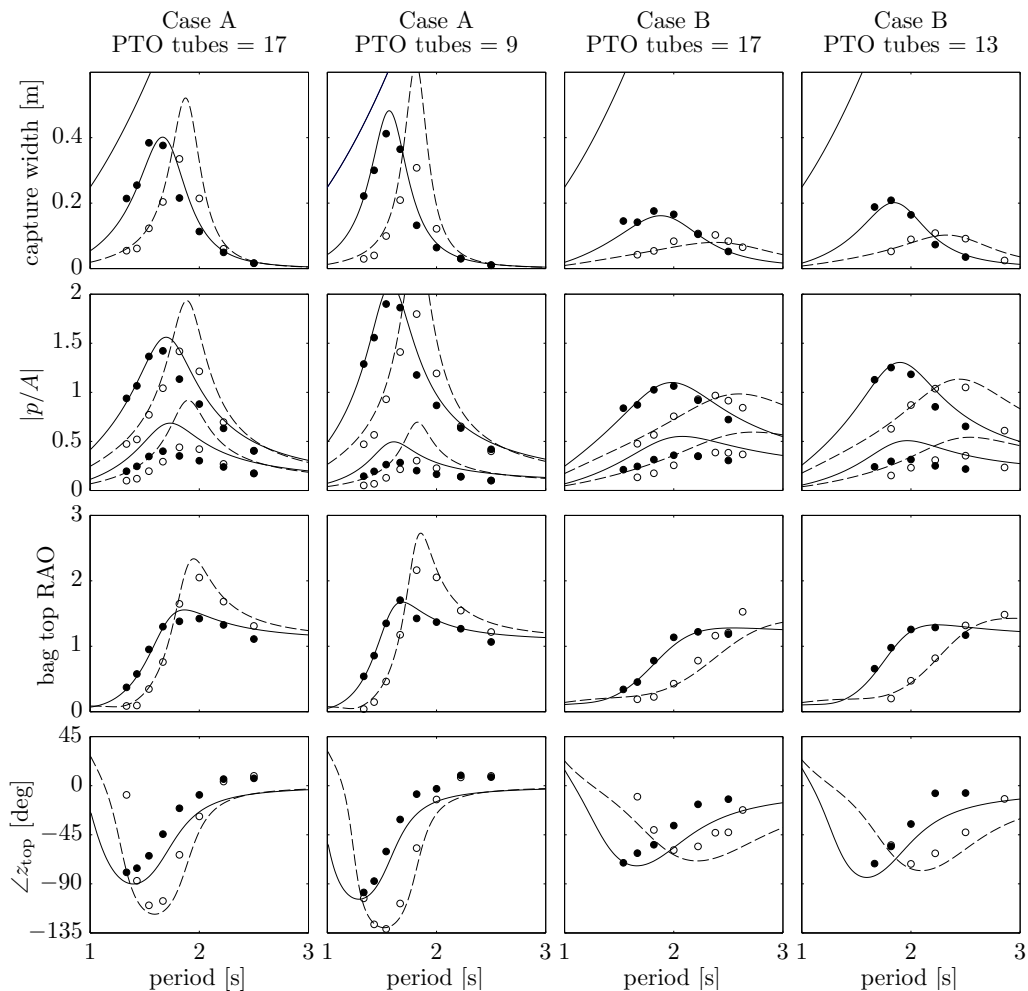 Case A
PTO tubes = 17
Case A
PTO tubes = 9
Case B
PTO tubes = 17
Case B
PTO tubes = 13
capture width [m]
0.4
0.2
0
|p/A|
2
1.5
1
0.5
0
bag top RAO
3
2
1
0
∠z_top [deg]
45
0
−45
−90
−135
1 2 3
1 2 3
1 2 3
1 2 3
period [s]
period [s]
period [s]
period [s]